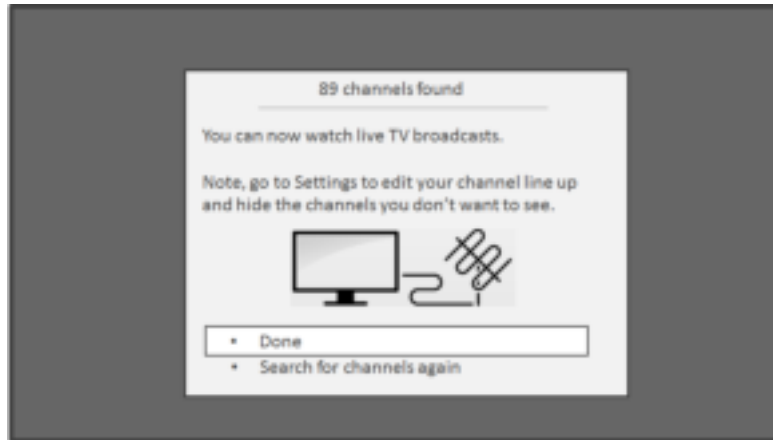 89 channels found
You can now watch live TV broadcasts.
Note, go to Settings to edit your channel line up
and hide the channels you don't want to see.
• Done
• Search for channels again